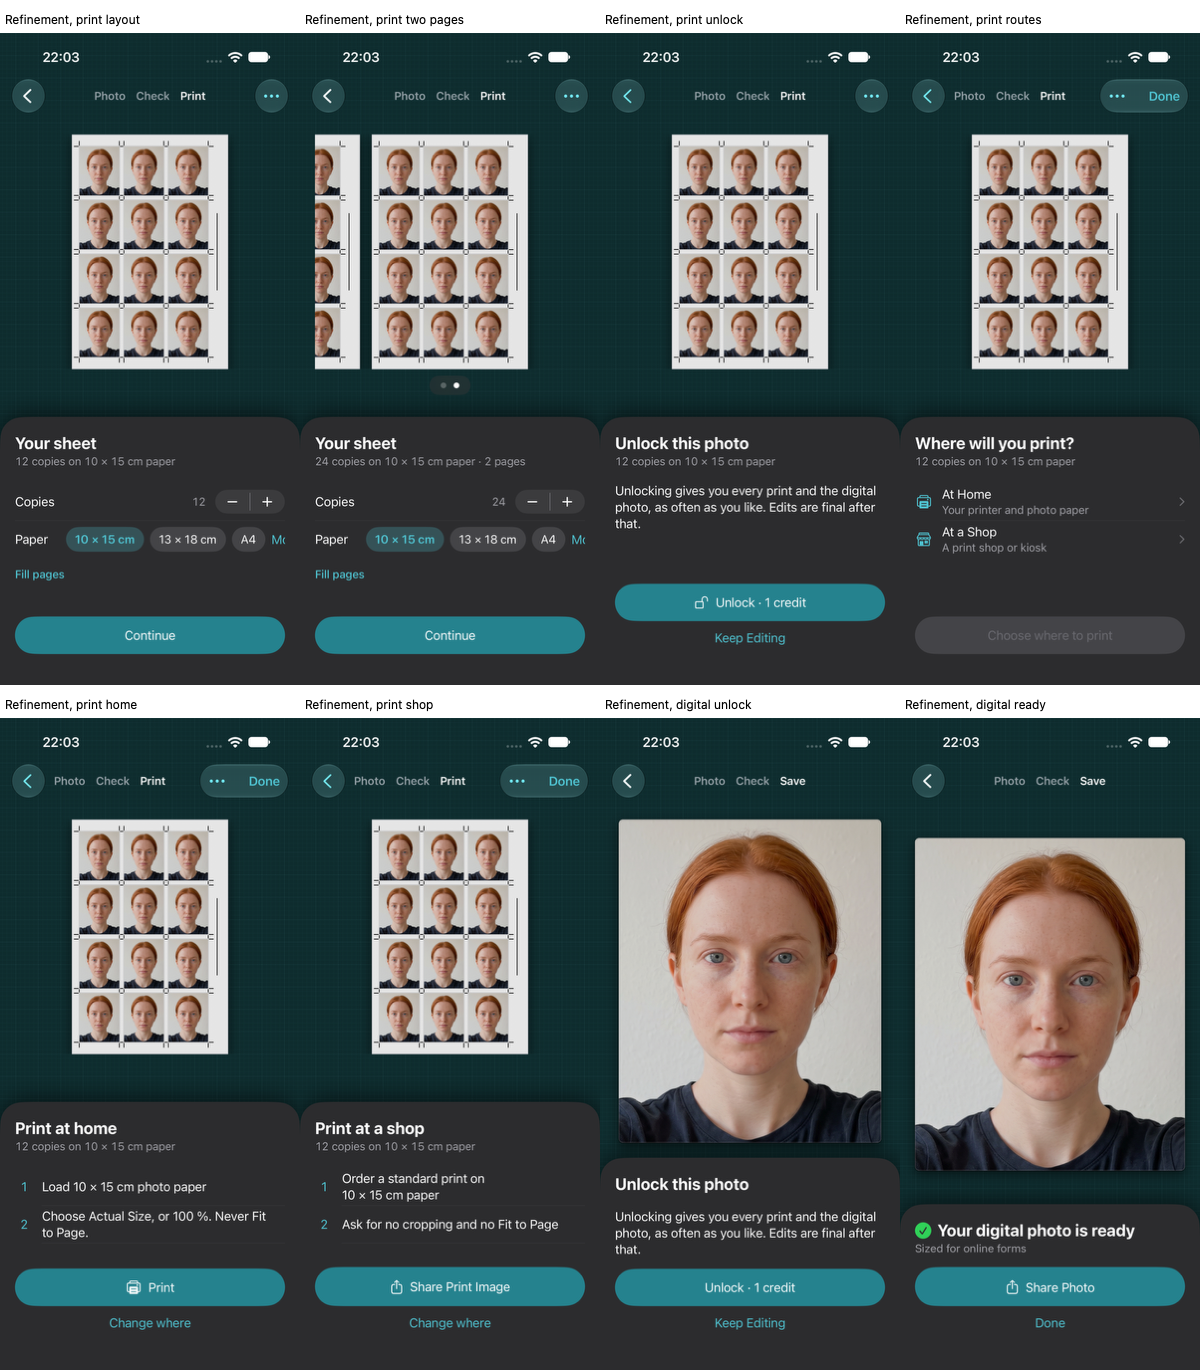 Refinement, print layout
22:03
Photo Check Print
Your sheet
12 copies on 10 × 15 cm paper
Copies 12 − +
Paper 10 × 15 cm 13 × 18 cm A4 Mo
Fill pages
Continue
Refinement, print two pages
22:03
Photo Check Print
Your sheet
24 copies on 10 × 15 cm paper · 2 pages
Copies 24 − +
Paper 10 × 15 cm 13 × 18 cm A4 Mo
Fill pages
Continue
Refinement, print unlock
22:03
Photo Check Print
Unlock this photo
12 copies on 10 × 15 cm paper
Unlocking gives you every print and the digital
photo, as often as you like. Edits are final after
that.
Unlock · 1 credit
Keep Editing
Refinement, print routes
22:03
Photo Check Print Done
Where will you print?
12 copies on 10 × 15 cm paper
At Home
Your printer and photo paper
At a Shop
A print shop or kiosk
Choose where to print
Refinement, print home
22:03
Photo Check Print Done
Print at home
12 copies on 10 × 15 cm paper
1 Load 10 × 15 cm photo paper
2 Choose Actual Size, or 100 %. Never Fit
to Page.
Print
Change where
Refinement, print shop
22:03
Photo Check Print Done
Print at a shop
12 copies on 10 × 15 cm paper
1 Order a standard print on
10 × 15 cm paper
2 Ask for no cropping and no Fit to Page
Share Print Image
Change where
Refinement, digital unlock
22:03
Photo Check Save
Unlock this photo
Unlocking gives you every print and the digital
photo, as often as you like. Edits are final after
that.
Unlock · 1 credit
Keep Editing
Refinement, digital ready
22:03
Photo Check Save
Your digital photo is ready
Sized for online forms
Share Photo
Done